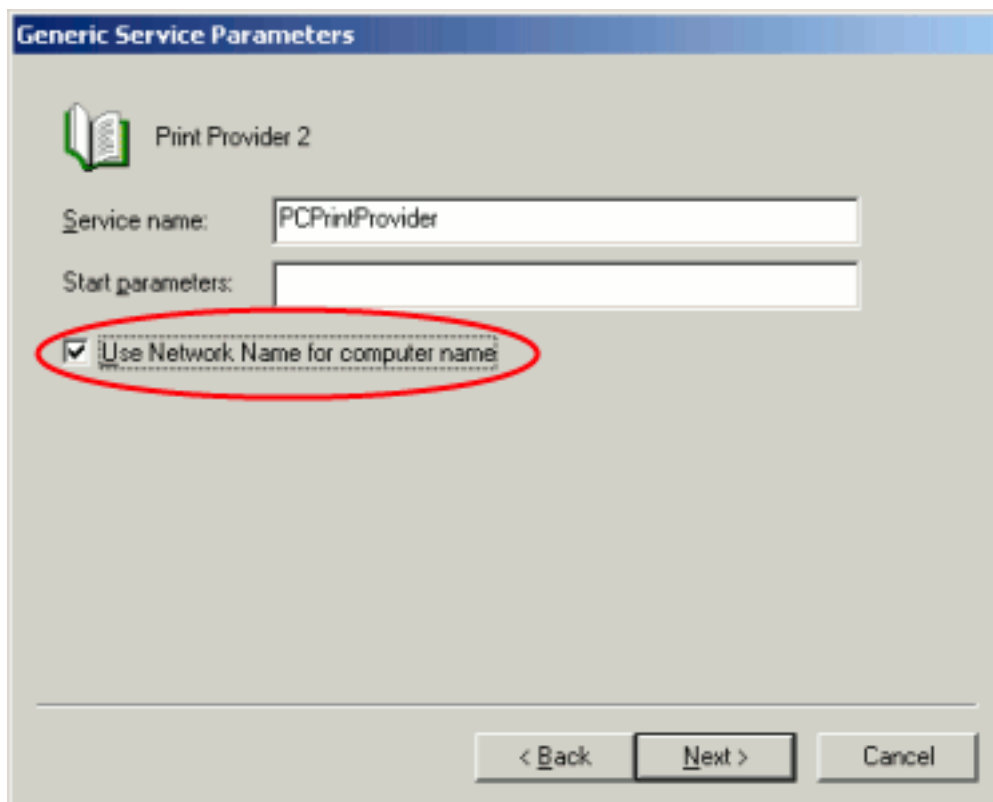 Generic Service Parameters
Print Provider 2
Service name: PCPrintProvider
Start parameters:
Use Network Name for computer name
< Back Next > Cancel